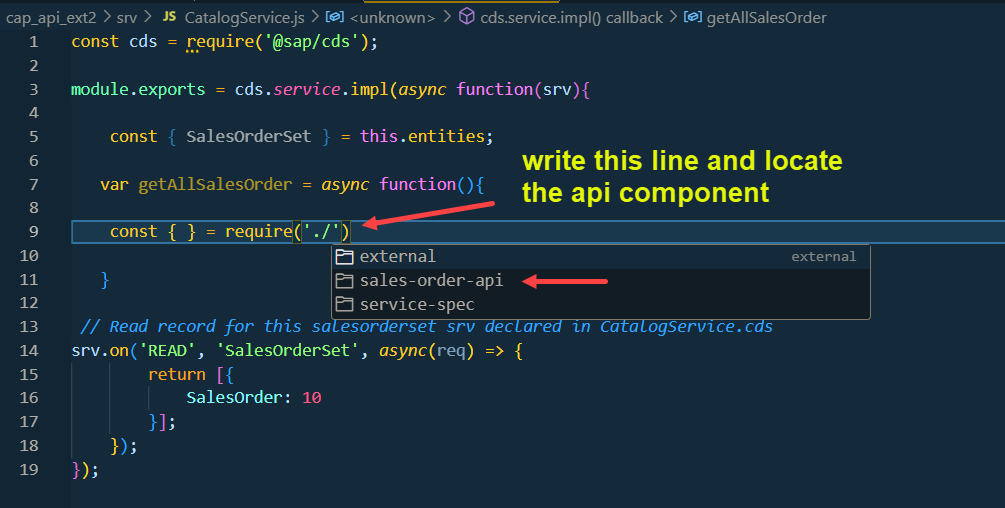 cap_api_ext2 > srv > JS CatalogService.js > <unknown> > cds.service.impl() callback > getAllSalesOrder
1 const cds = require('@sap/cds');
2
3 module.exports = cds.service.impl(async function(srv){
4
5 const { SalesOrderSet } = this.entities;
6
write this line and locate
the api component
7 var getAllSalesOrder = async function(){
8
9 const { } = require('./')
10 external external
11 } sales-order-api
12 service-spec
13 // Read record for this salesorderset srv declared in CatalogService.cds
14 srv.on('READ', 'SalesOrderSet', async(req) => {
15 return [{
16 SalesOrder: 10
17 }];
18 });
19 });